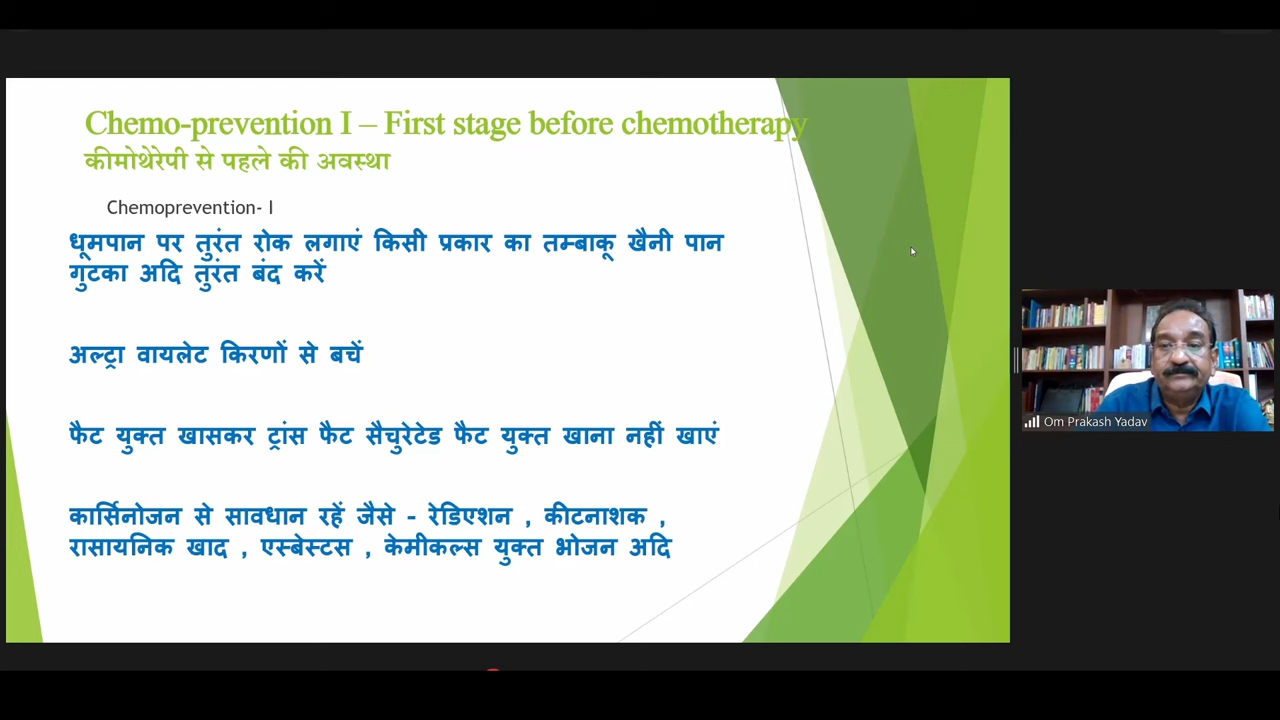 Chemo-prevention I – First stage before chemotherapy
कीमोथेरेपी से पहले की अवस्था
Chemoprevention- I
धूमपान पर तुरंत रोक लगाएं किसी प्रकार का तम्बाकू खैनी पान
गुटका अदि तुरंत बंद करें
अल्ट्रा वायलेट किरणों से बचें
फैट युक्त खासकर ट्रांस फैट सैचुरेटेड फैट युक्त खाना नहीं खाएं
कार्सिनोजन से सावधान रहें जैसे - रेडिएशन , कीटनाशक ,
रासायनिक खाद , एस्बेस्टस , केमीकल्स युक्त भोजन अदि
Om Prakash Yadav